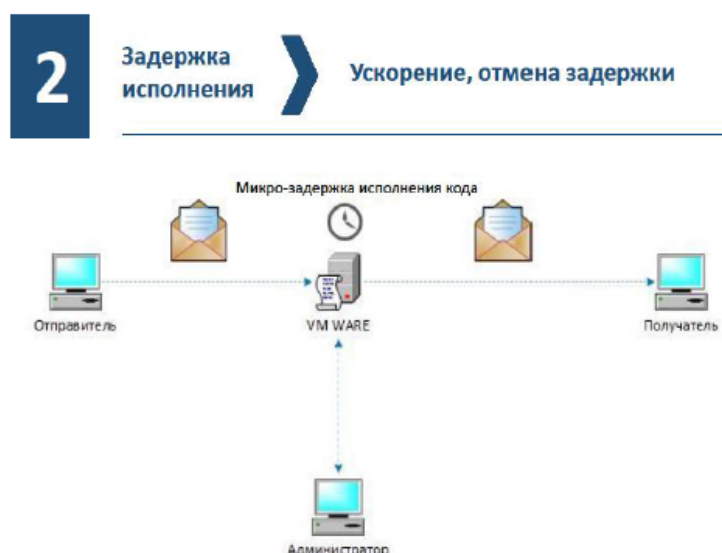 2
Задержка
исполнения
Ускорение, отмена задержки
Микро-задержка исполнения кода
Отправитель
VM WARE
Получатель
Администратор